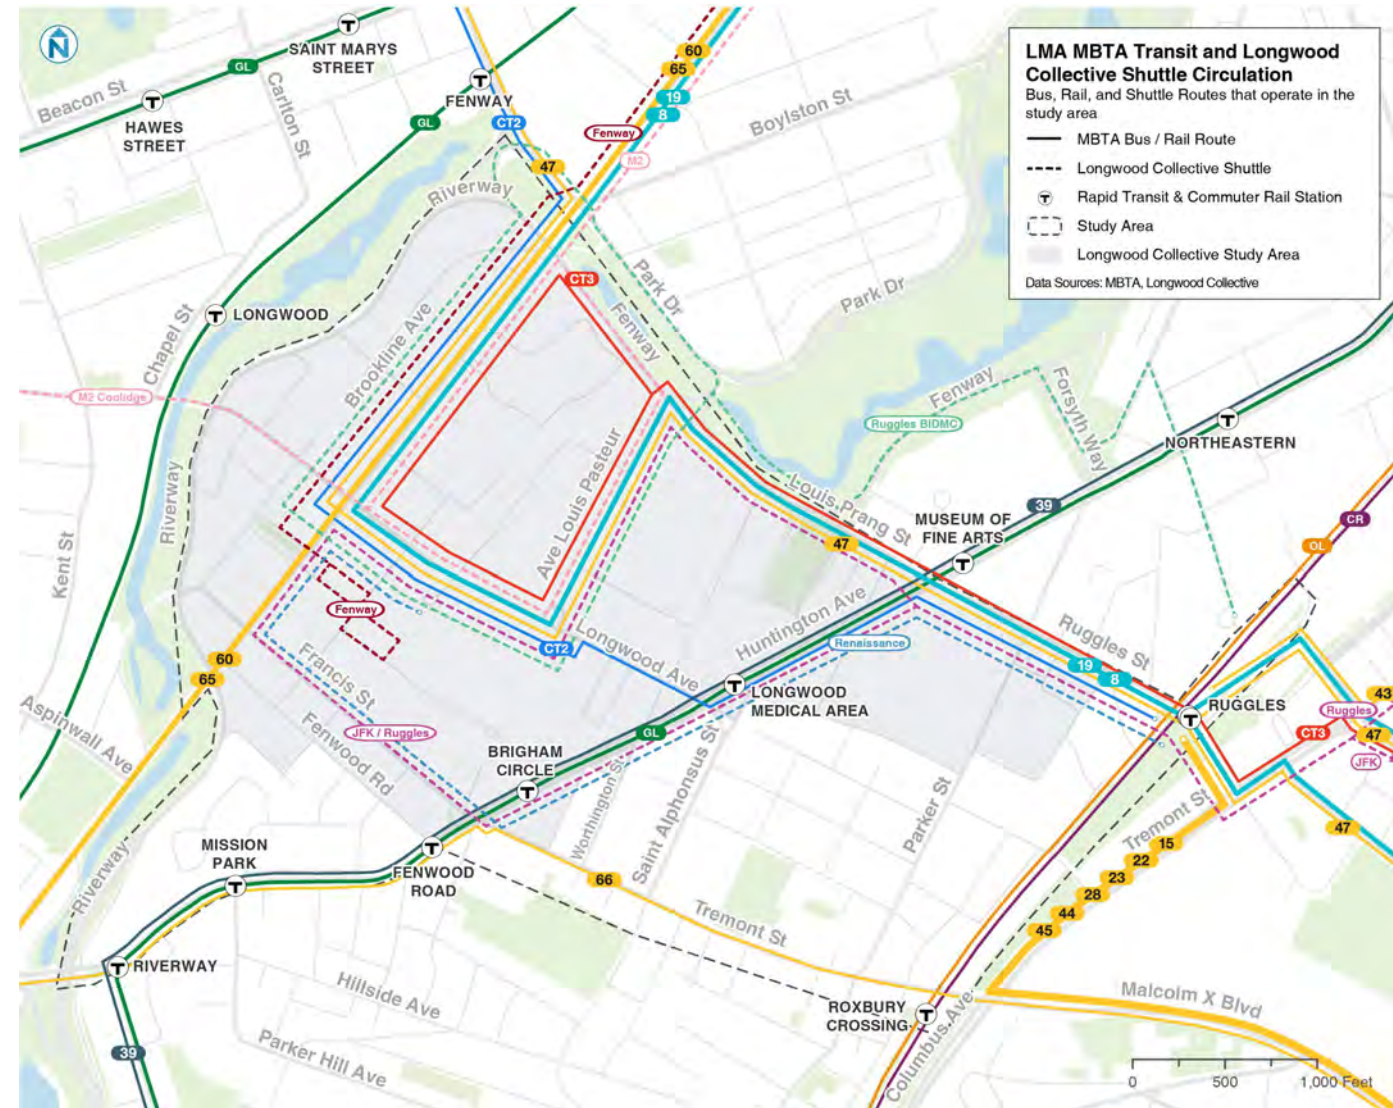 N
SAINT MARYS
STREET
GL
Beacon St
HAWES
STREET
Carlton St
FENWAY
GL
CT2
60
65
19
8
Boylston St
Fenway
M2
47
Riverway
LMA MBTA Transit and Longwood
Collective Shuttle Circulation
Bus, Rail, and Shuttle Routes that operate in the
study area
MBTA Bus / Rail Route
Longwood Collective Shuttle
T
Rapid Transit & Commuter Rail Station
Study Area
Longwood Collective Study Area
Data Sources: MBTA, Longwood Collective
CT3
Park Dr
Park Dr
Fenway
LONGWOOD
Chapel St
Brookline Ave
M2 Coolidge
Fenway
Forsyth Way
Ruggles BIDMC
NORTHEASTERN
Riverway
Ave Louis Pasteur
Louis Prang St
39
MUSEUM OF
FINE ARTS
CR
OL
47
Kent St
Fenway
Huntington Ave
Longwood Ave
Renaissance
Ruggles St
CT2
60
65
19
8
Francis St
LONGWOOD
MEDICAL AREA
RUGGLES
43
Ruggles
47
CT3
JFK
Aspinwall Ave
JFK / Ruggles
GL
Fenwood Rd
BRIGHAM
CIRCLE
Worthington St
Saint Alphonsus St
Parker St
Tremont St
47
15
22
23
28
44
45
MISSION
PARK
FENWOOD
ROAD
66
Riverway
Tremont St
RIVERWAY
Hillside Ave
Malcolm X Blvd
ROXBURY
CROSSING
Columbus Ave
39
Parker Hill Ave
0 500 1,000 Feet